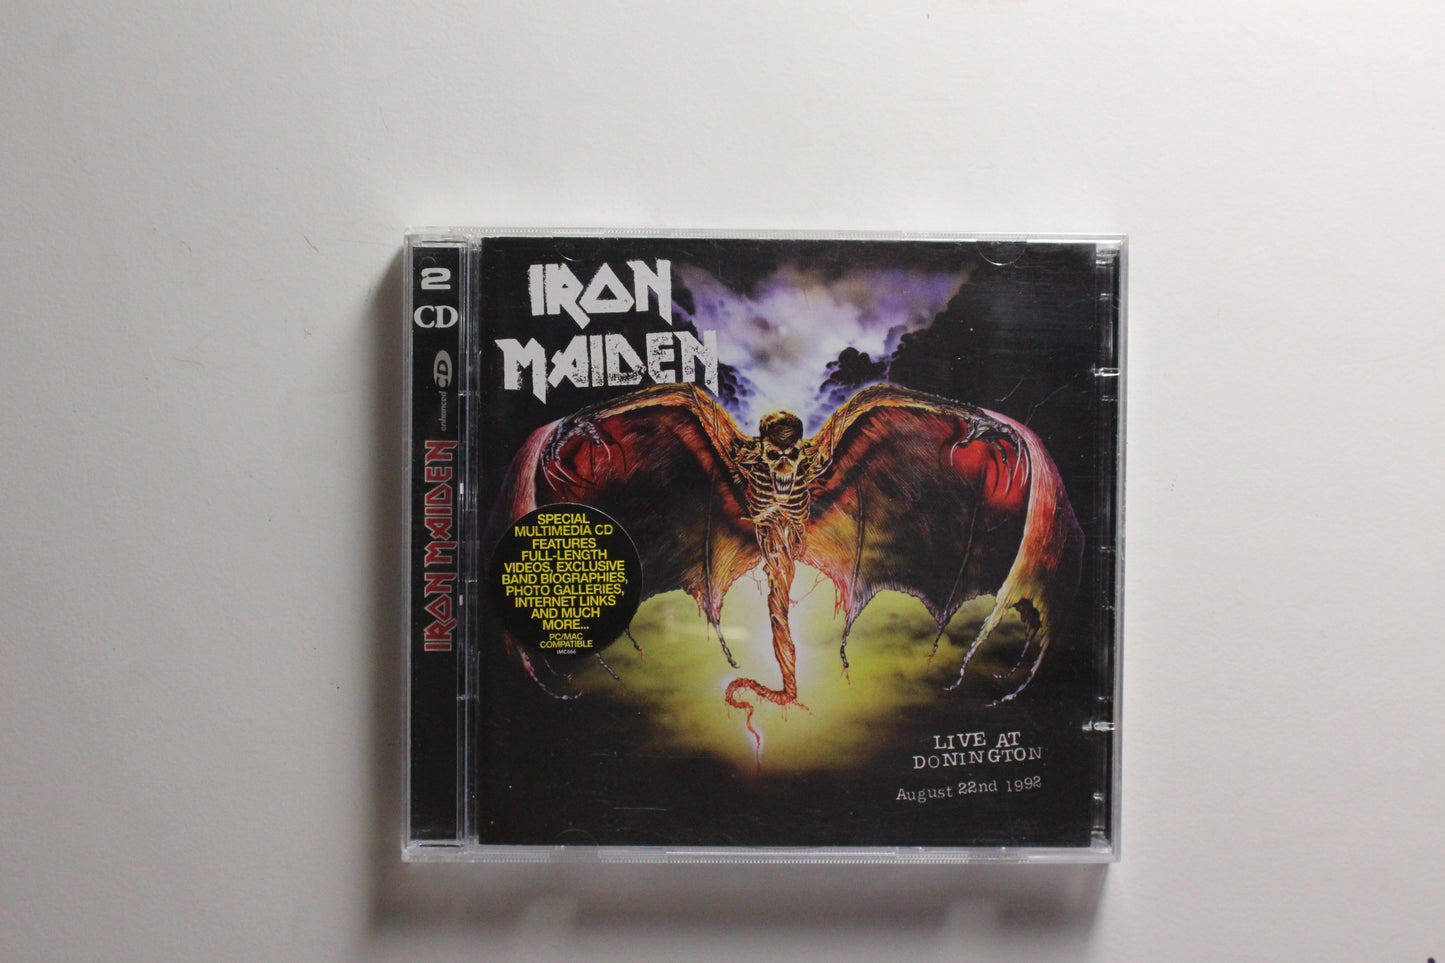 2
CD
enhanced CD
IRON MAIDEN
IRON
MAIDEN
SPECIAL
MULTIMEDIA CD
FEATURES
FULL-LENGTH
VIDEOS, EXCLUSIVE
BAND BIOGRAPHIES,
PHOTO GALLERIES,
INTERNET LINKS
AND MUCH
MORE...
PC/MAC
COMPATIBLE
IMC666
LIVE AT
DONINGTON
August 22nd 1992